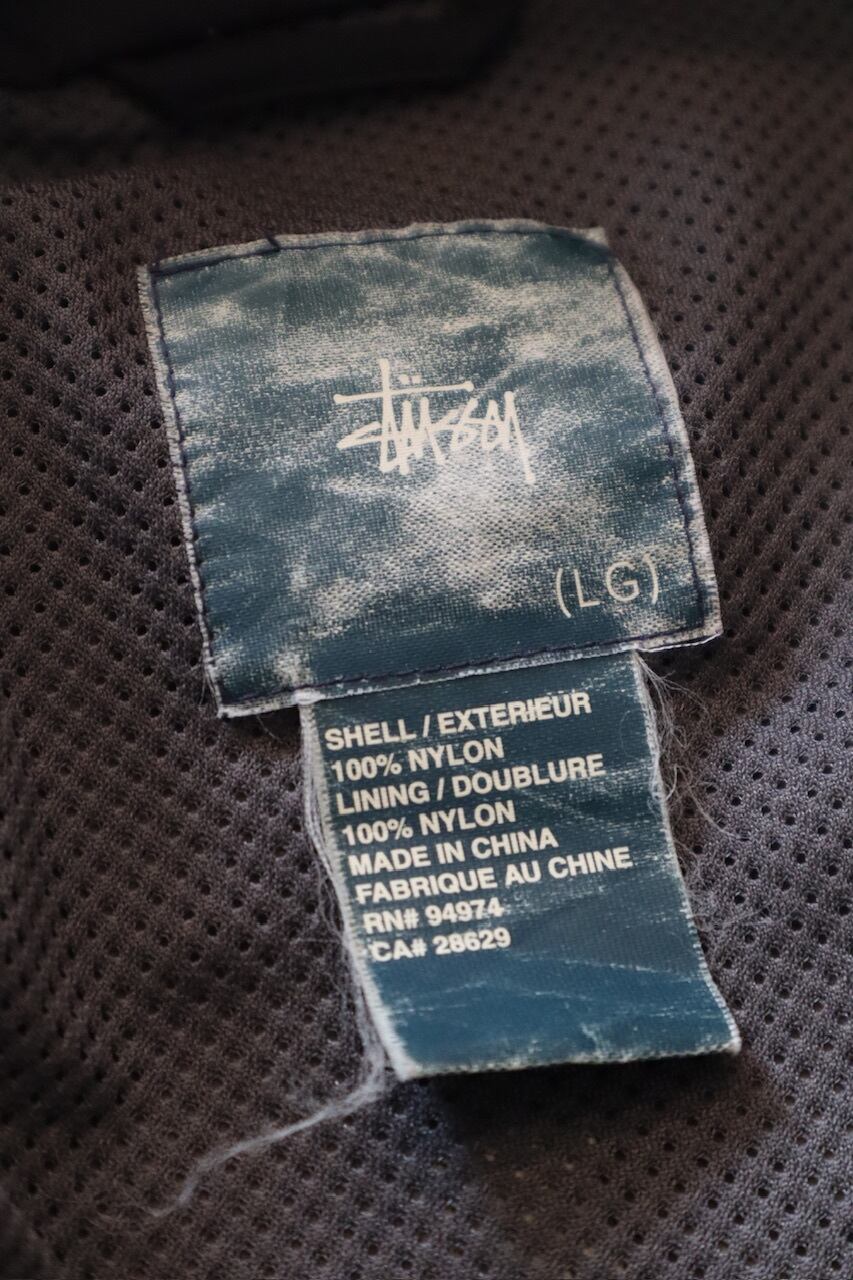 Stüssy
(LG)
SHELL / EXTERIEUR
100% NYLON
LINING / DOUBLURE
100% NYLON
MADE IN CHINA
FABRIQUE AU CHINE
RN# 94974
CA# 28629